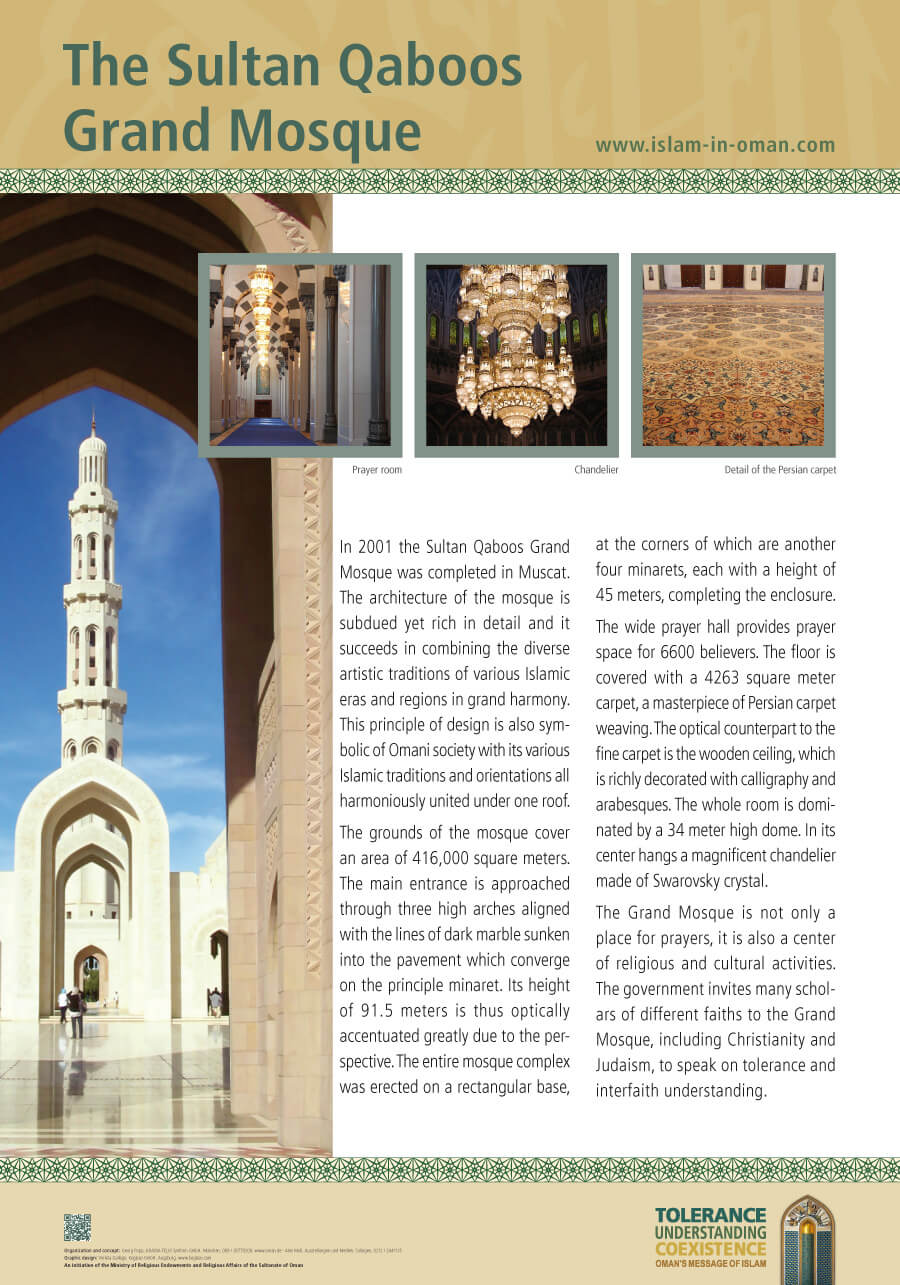 The Sultan Qaboos
Grand Mosque
www.islam-in-oman.com
Prayer room
Chandelier
Detail of the Persian carpet
In 2001 the Sultan Qaboos Grand
Mosque was completed in Muscat.
The architecture of the mosque is
subdued yet rich in detail and it
succeeds in combining the diverse
artistic traditions of various Islamic
eras and regions in grand harmony.
This principle of design is also sym-
bolic of Omani society with its various
Islamic traditions and orientations all
harmoniously united under one roof.
The grounds of the mosque cover
an area of 416,000 square meters.
The main entrance is approached
through three high arches aligned
with the lines of dark marble sunken
into the pavement which converge
on the principle minaret. Its height
of 91.5 meters is thus optically
accentuated greatly due to the per-
spective. The entire mosque complex
was erected on a rectangular base,
at the corners of which are another
four minarets, each with a height of
45 meters, completing the enclosure.
The wide prayer hall provides prayer
space for 6600 believers. The floor is
covered with a 4263 square meter
carpet, a masterpiece of Persian carpet
weaving. The optical counterpart to the
fine carpet is the wooden ceiling, which
is richly decorated with calligraphy and
arabesques. The whole room is domi-
nated by a 34 meter high dome. In its
center hangs a magnificent chandelier
made of Swarovsky crystal.
The Grand Mosque is not only a
place for prayers, it is also a center
of religious and cultural activities.
The government invites many schol-
ars of different faiths to the Grand
Mosque, including Christianity and
Judaism, to speak on tolerance and
interfaith understanding.
Organization and concept: Georg Popp,
Graphic design:
An initiative of the Ministry of Religious Endowments and Religious Affairs of the Sultanate of Oman
TOLERANCE
UNDERSTANDING
COEXISTENCE
OMAN'S MESSAGE OF ISLAM